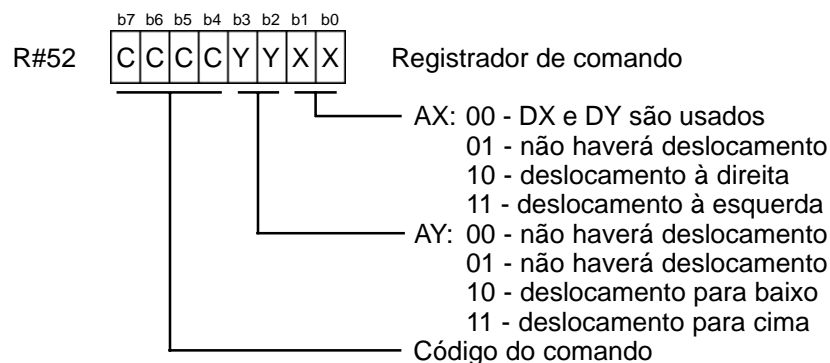 b7 b6 b5 b4 b3 b2 b1 b0
R#52 C C C C Y Y X X Registrador de comando
AX: 00 - DX e DY são usados
01 - não haverá deslocamento
10 - deslocamento à direita
11 - deslocamento à esquerda
AY: 00 - não haverá deslocamento
01 - não haverá deslocamento
10 - deslocamento para baixo
11 - deslocamento para cima
Código do comando